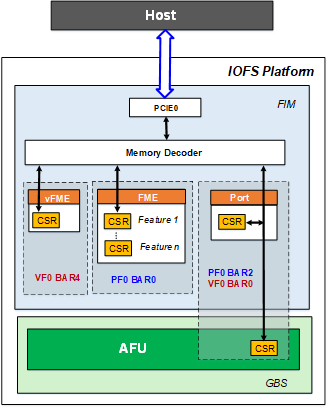 Host
IOFS Platform
FIM
PCIE0
Memory Decoder
vFME
CSR
VF0 BAR4
FME
CSR Feature 1
CSR Feature n
PF0 BAR0
Port
CSR
PF0 BAR2
VF0 BAR0
AFU
CSR
GBS